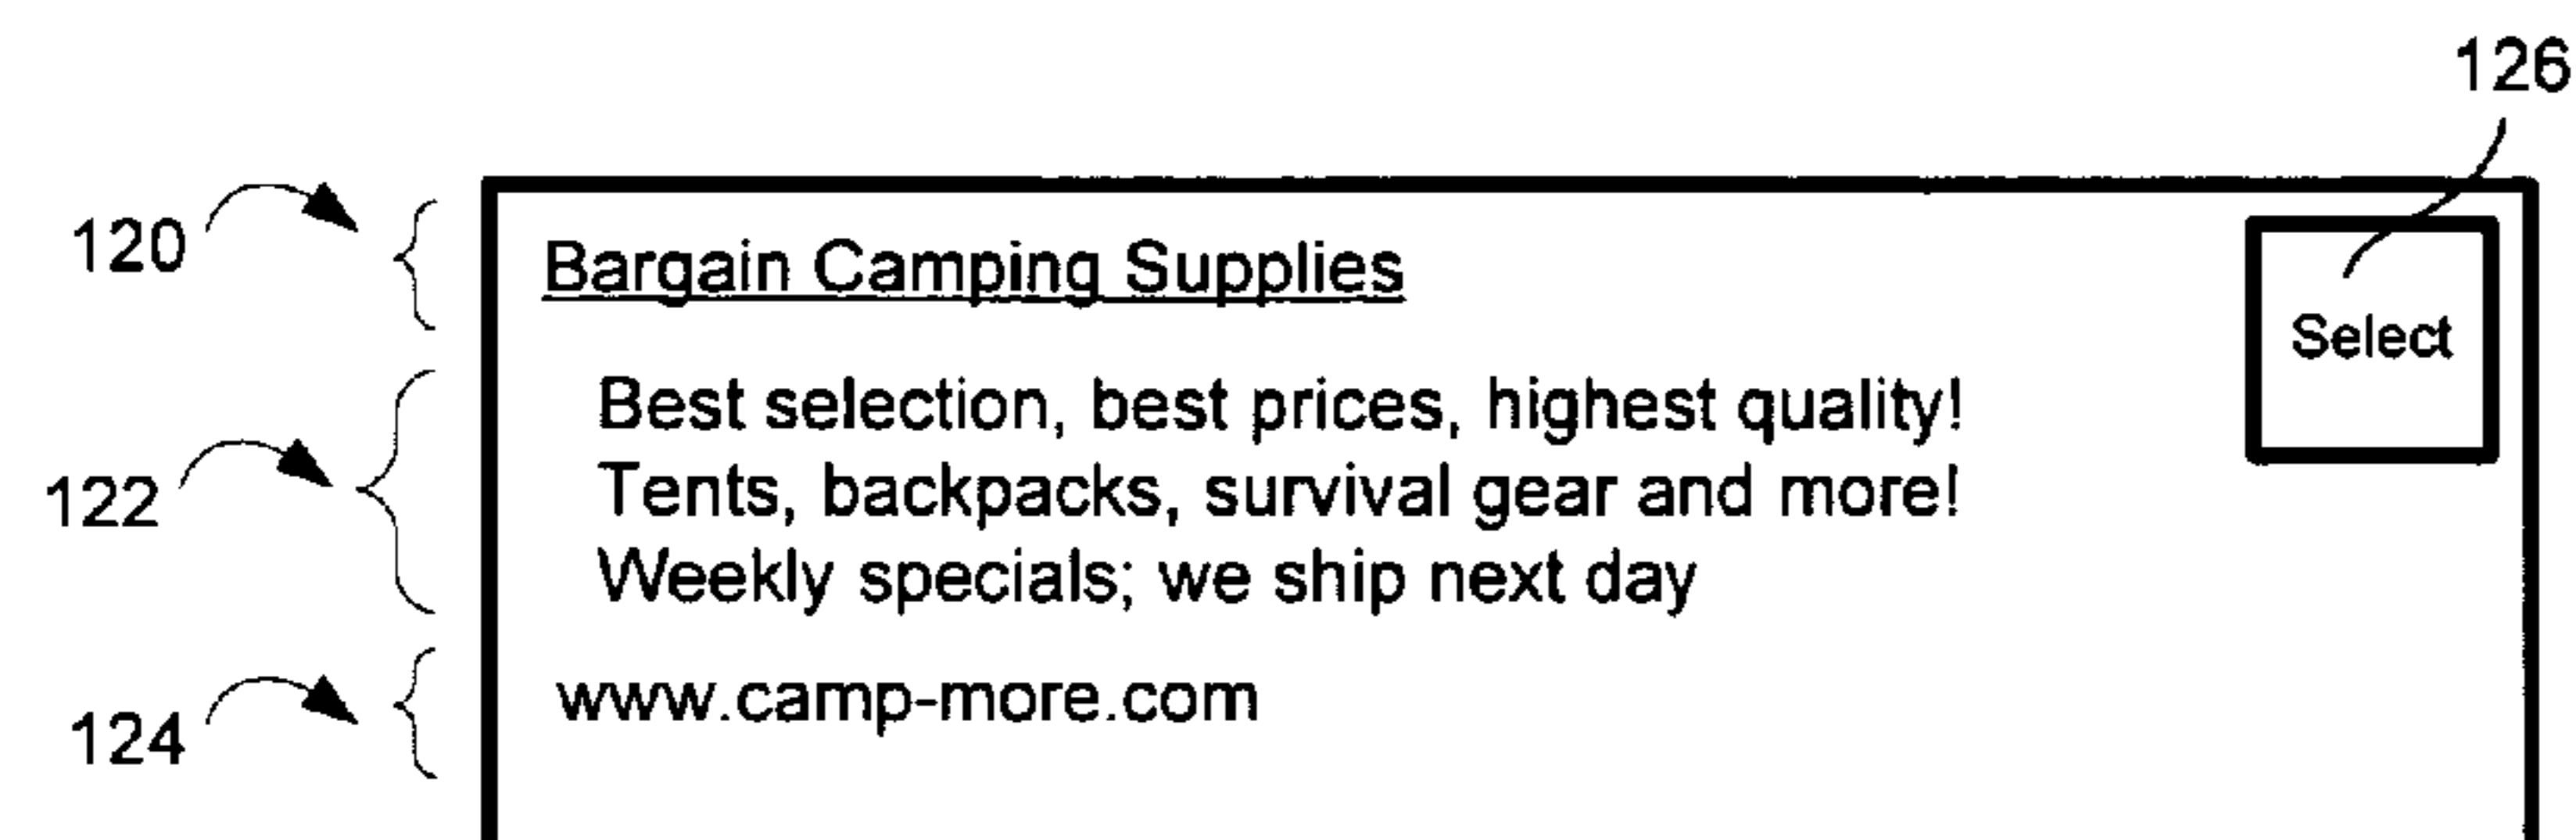 126
120
Bargain Camping Supplies
Select
122
Best selection, best prices, highest quality!
Tents, backpacks, survival gear and more!
Weekly specials; we ship next day
124
www.camp-more.com